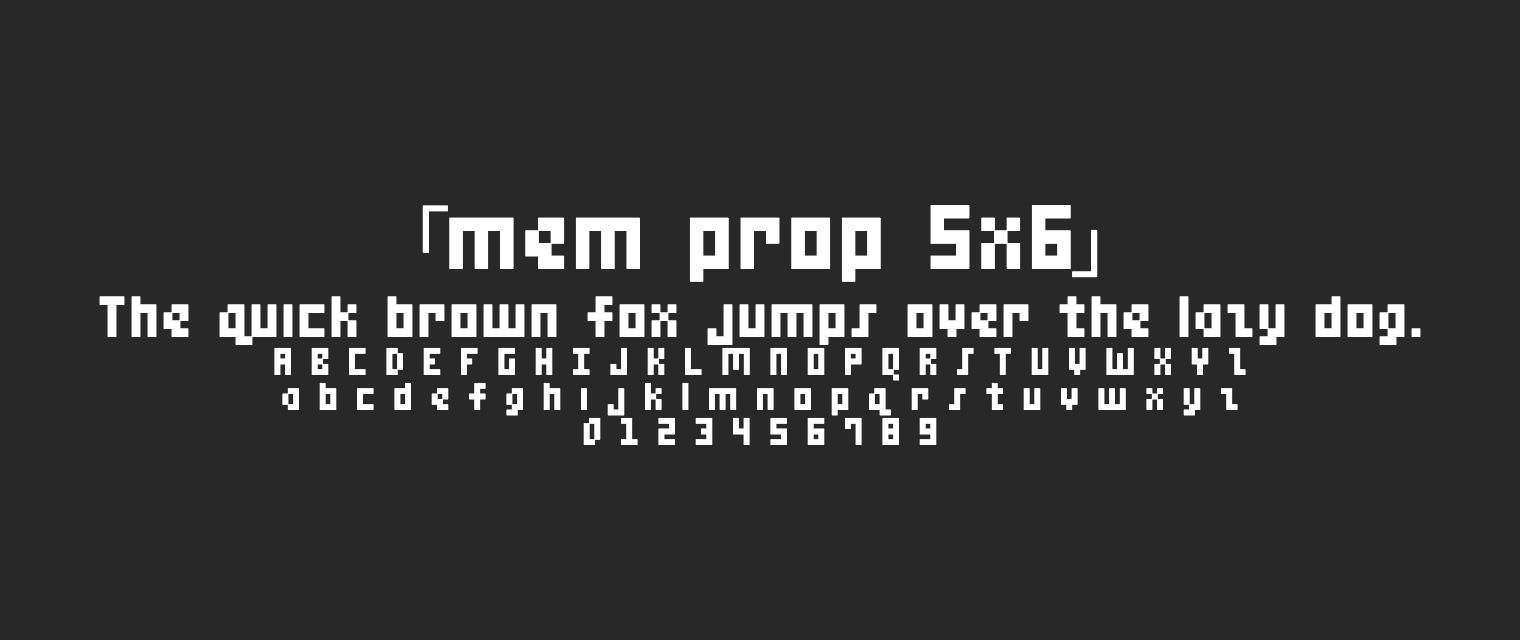 「mem prop 5x6」
The quick brown fox jumps over the lazy dog.
A B C D E F G H I J K L M N O P Q R S T U V W X Y Z
a b c d e f g h i j k l m n o p q r s t u v w x y z
0 1 2 3 4 5 6 7 8 9